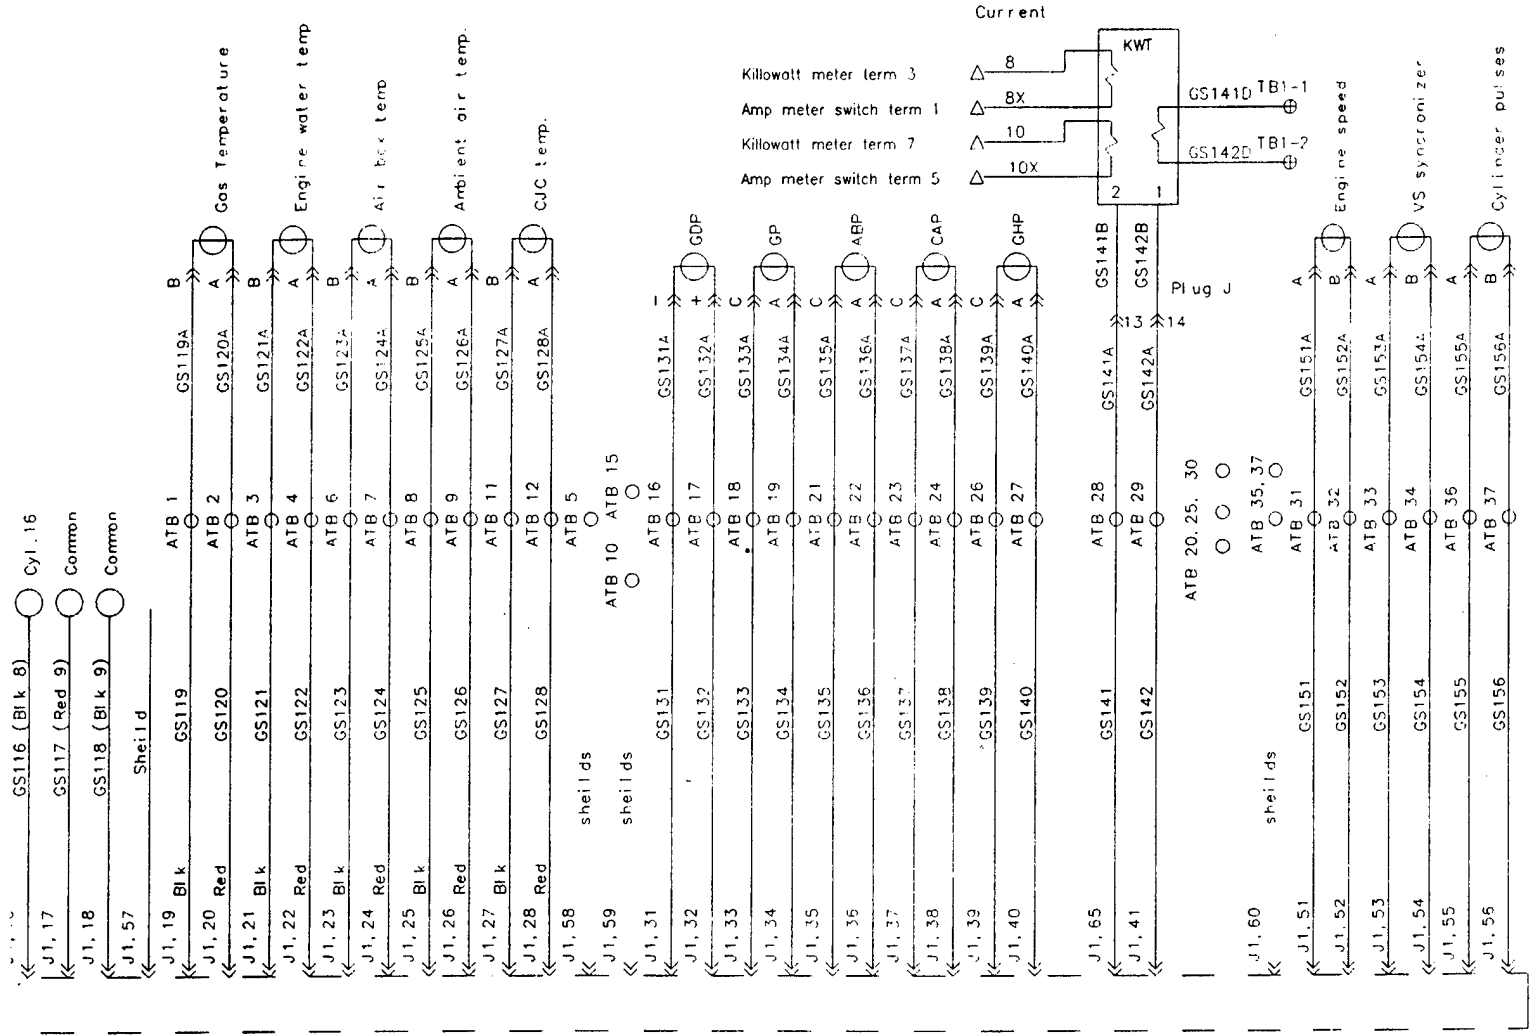 Current
KWT
Killowatt meter term 3
8
Amp meter switch term 1
8X
Killowatt meter term 7
10
Amp meter switch term 5
10X
GS141D TB1-1
GS142D TB1-2
2 1
Gas Temperature
Engine water temp
Air box temp
Ambient air temp.
CJC temp.
GDP
GP
ABP
CAP
GHP
GS141B
GS142B
Plug J
13 14
Engine speed
VS syncronizer
Cylinder pulses
B A B A B A B A B A
- + C A C A C A C A
A B A B A B
GS119A
GS120A
GS121A
GS122A
GS123A
GS124A
GS125A
GS126A
GS127A
GS128A
GS131A
GS132A
GS133A
GS134A
GS135A
GS136A
GS137A
GS138A
GS139A
GS140A
GS141A
GS142A
GS151A
GS152A
GS153A
GS154A
GS155A
GS156A
Cyl.16
Common
Common
ATB 1
ATB 2
ATB 3
ATB 4
ATB 6
ATB 7
ATB 8
ATB 9
ATB 11
ATB 12
ATB 5
ATB 10 ATB 15
ATB 16
ATB 17
ATB 18
ATB 19
ATB 21
ATB 22
ATB 23
ATB 24
ATB 26
ATB 27
ATB 28
ATB 29
ATB 20.25. 30
ATB 35,37
ATB 31
ATB 32
ATB 33
ATB 34
ATB 36
ATB 37
GS116 (Blk 8)
GS117 (Red 9)
GS118 (Blk 9)
Sheild
GS119
GS120
GS121
GS122
GS123
GS124
GS125
GS126
GS127
GS128
sheilds
sheilds
GS131
GS132
GS133
GS134
GS135
GS136
GS137
GS138
GS139
GS140
GS141
GS142
sheilds
GS151
GS152
GS153
GS154
GS155
GS156
J1,17
J1,18
J1,57
J1,19 Blk
J1,20 Red
J1,21 Blk
J1,22 Red
J1,23 Blk
J1,24 Red
J1,25 Blk
J1,26 Red
J1,27 Blk
J1,28 Red
J1,58
J1,59
J1,31
J1,32
J1,33
J1,34
J1,35
J1,36
J1,37
J1,38
J1,39
J1,40
J1,65
J1,41
J1,60
J1,51
J1,52
J1,53
J1,54
J1,55
J1,56